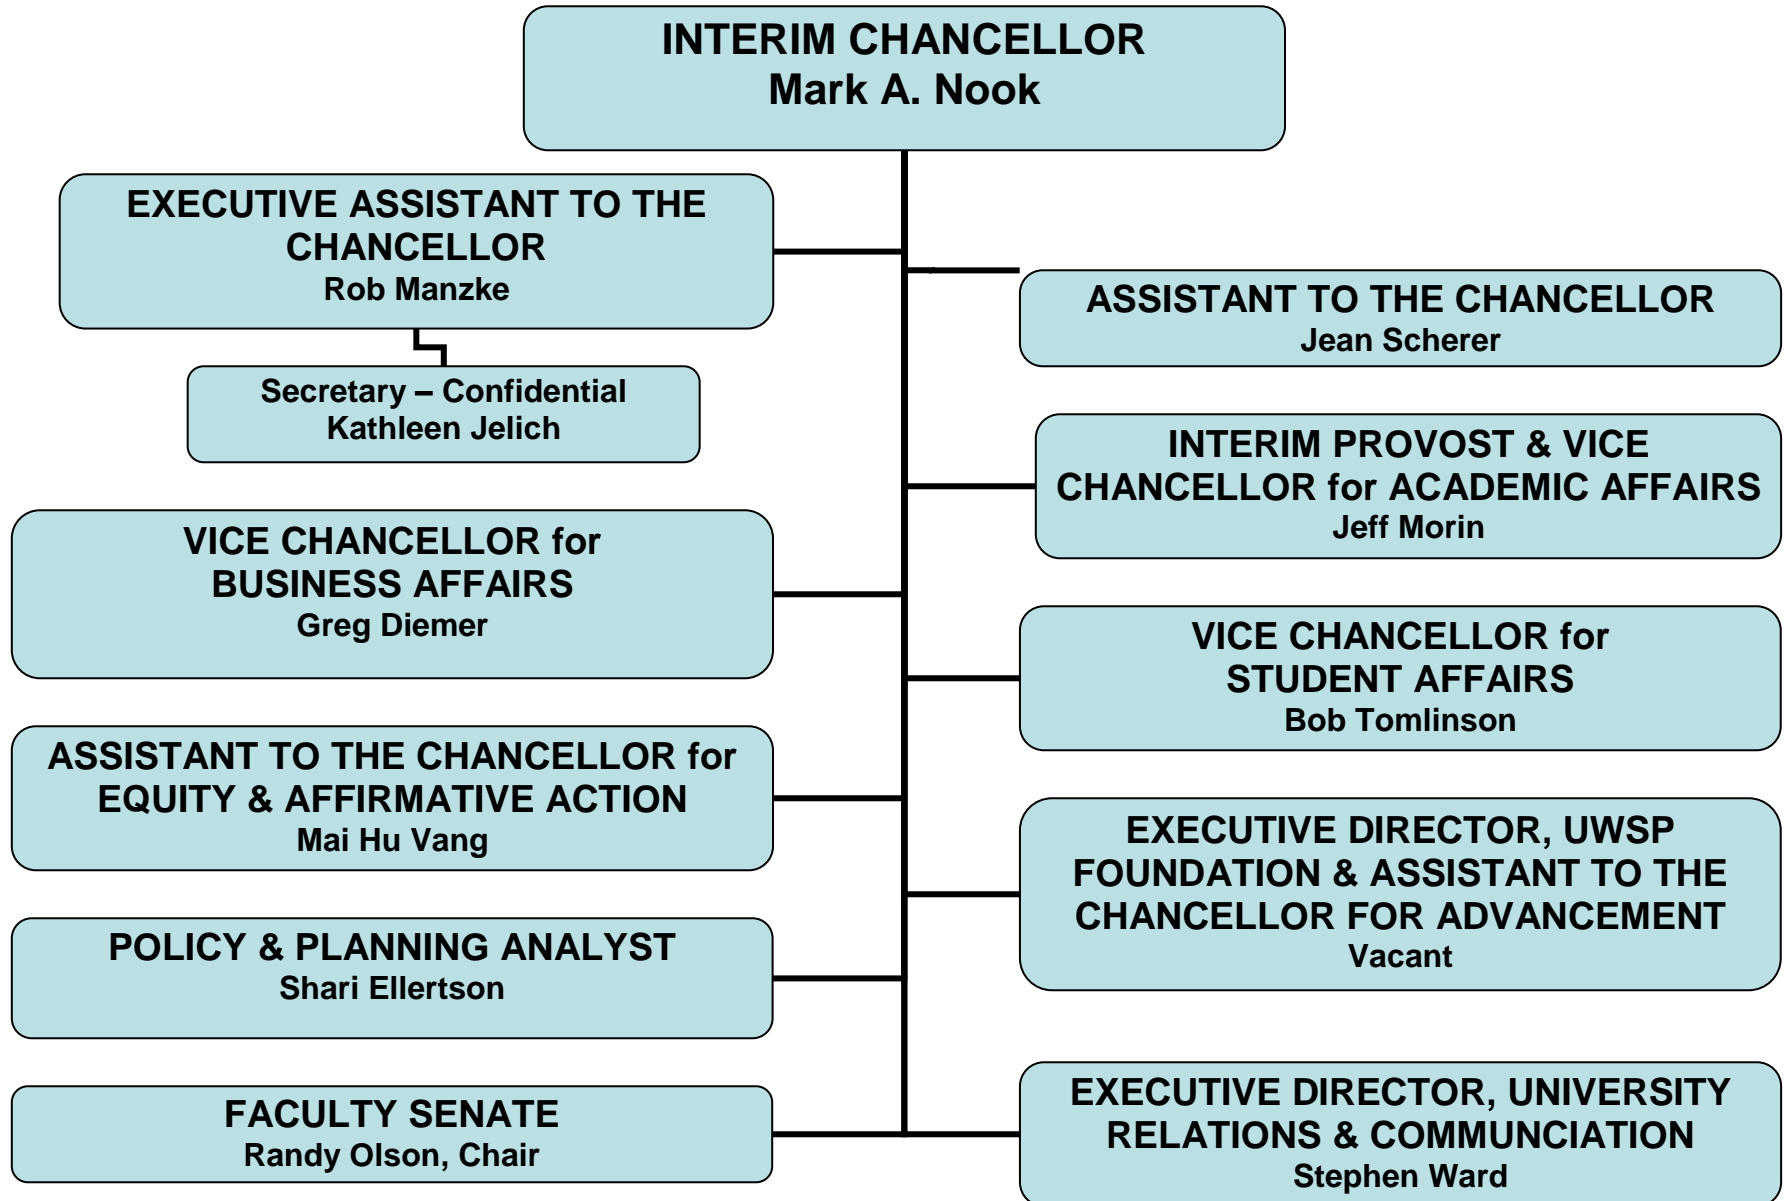 INTERIM CHANCELLOR
Mark A. Nook
EXECUTIVE ASSISTANT TO THE
CHANCELLOR
Rob Manzke
ASSISTANT TO THE CHANCELLOR
Jean Scherer
Secretary – Confidential
Kathleen Jelich
INTERIM PROVOST & VICE
CHANCELLOR for ACADEMIC AFFAIRS
Jeff Morin
VICE CHANCELLOR for
BUSINESS AFFAIRS
Greg Diemer
VICE CHANCELLOR for
STUDENT AFFAIRS
Bob Tomlinson
ASSISTANT TO THE CHANCELLOR for
EQUITY & AFFIRMATIVE ACTION
Mai Hu Vang
EXECUTIVE DIRECTOR, UWSP
FOUNDATION & ASSISTANT TO THE
CHANCELLOR FOR ADVANCEMENT
Vacant
POLICY & PLANNING ANALYST
Shari Ellertson
FACULTY SENATE
Randy Olson, Chair
EXECUTIVE DIRECTOR, UNIVERSITY
RELATIONS & COMMUNCIATION
Stephen Ward